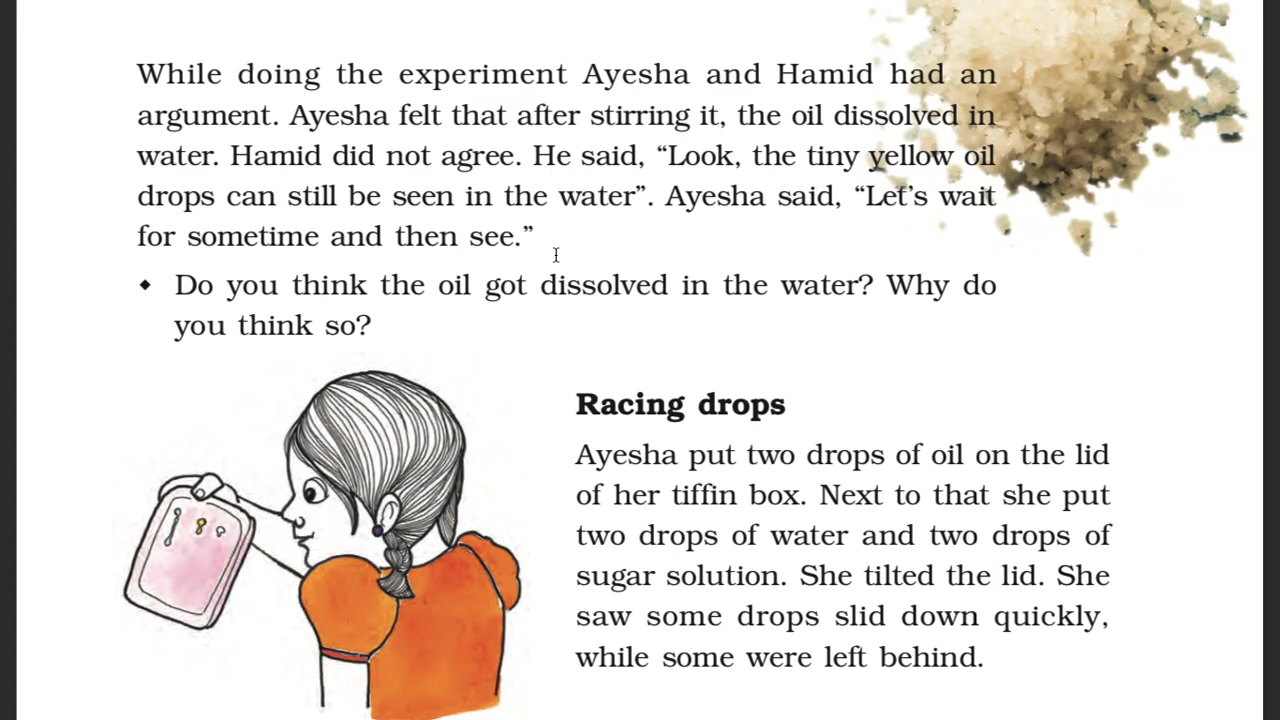 While doing the experiment Ayesha and Hamid had an
argument. Ayesha felt that after stirring it, the oil dissolved in
water. Hamid did not agree. He said, “Look, the tiny yellow oil
drops can still be seen in the water”. Ayesha said, “Let’s wait
for sometime and then see.”
◆ Do you think the oil got dissolved in the water? Why do
you think so?
Racing drops
Ayesha put two drops of oil on the lid
of her tiffin box. Next to that she put
two drops of water and two drops of
sugar solution. She tilted the lid. She
saw some drops slid down quickly,
while some were left behind.